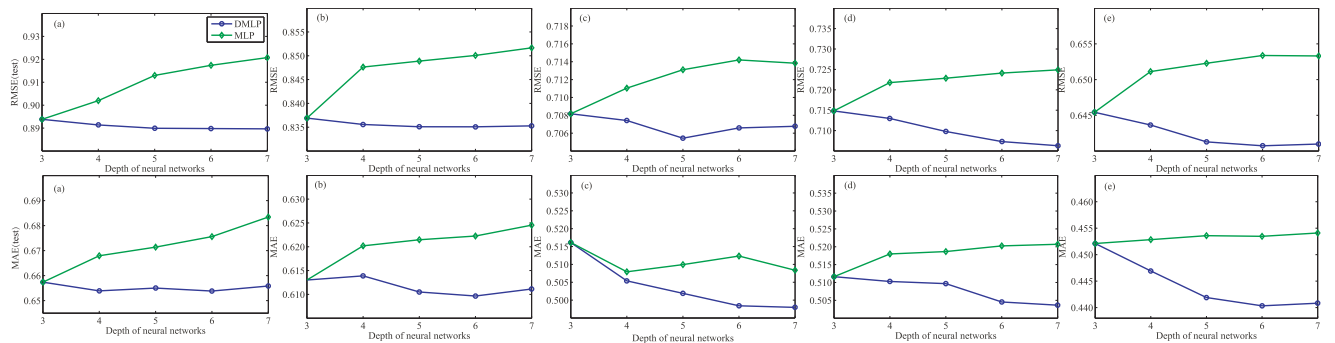 (a)
DMLP
MLP
RMSE(test)
0.93
0.92
0.91
0.90
0.89
3 4 5 6 7
Depth of neural networks
(b)
RMSE
0.855
0.850
0.845
0.840
0.835
3 4 5 6 7
Depth of neural networks
(c)
RMSE
0.718
0.716
0.714
0.712
0.710
0.708
0.706
3 4 5 6 7
Depth of neural networks
(d)
RMSE
0.735
0.730
0.725
0.720
0.715
0.710
3 4 5 6 7
Depth of neural networks
(e)
RMSE
0.655
0.650
0.645
3 4 5 6 7
Depth of neural networks
(a)
MAE(test)
0.69
0.68
0.67
0.66
0.65
3 4 5 6 7
Depth of neural networks
(b)
MAE
0.630
0.620
0.615
0.610
3 4 5 6 7
Depth of neural networks
(c)
MAE
0.530
0.525
0.520
0.515
0.510
0.505
0.500
3 4 5 6 7
Depth of neural networks
(d)
MAE
0.535
0.530
0.525
0.520
0.515
0.510
0.505
0.500
3 4 5 6 7
Depth of neural networks
(e)
MAE
0.460
0.455
0.450
0.445
0.440
3 4 5 6 7
Depth of neural networks